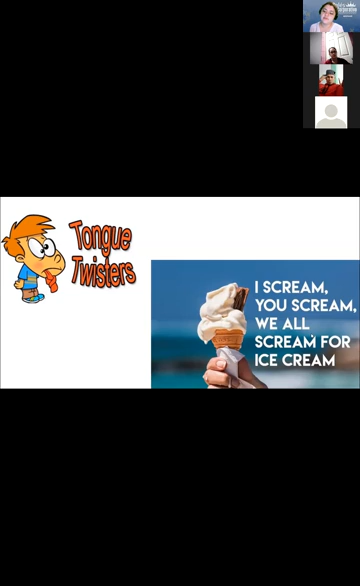 Tongue
Twisters
I SCREAM,
YOU SCREAM,
WE ALL
SCREAM FOR
ICE CREAM